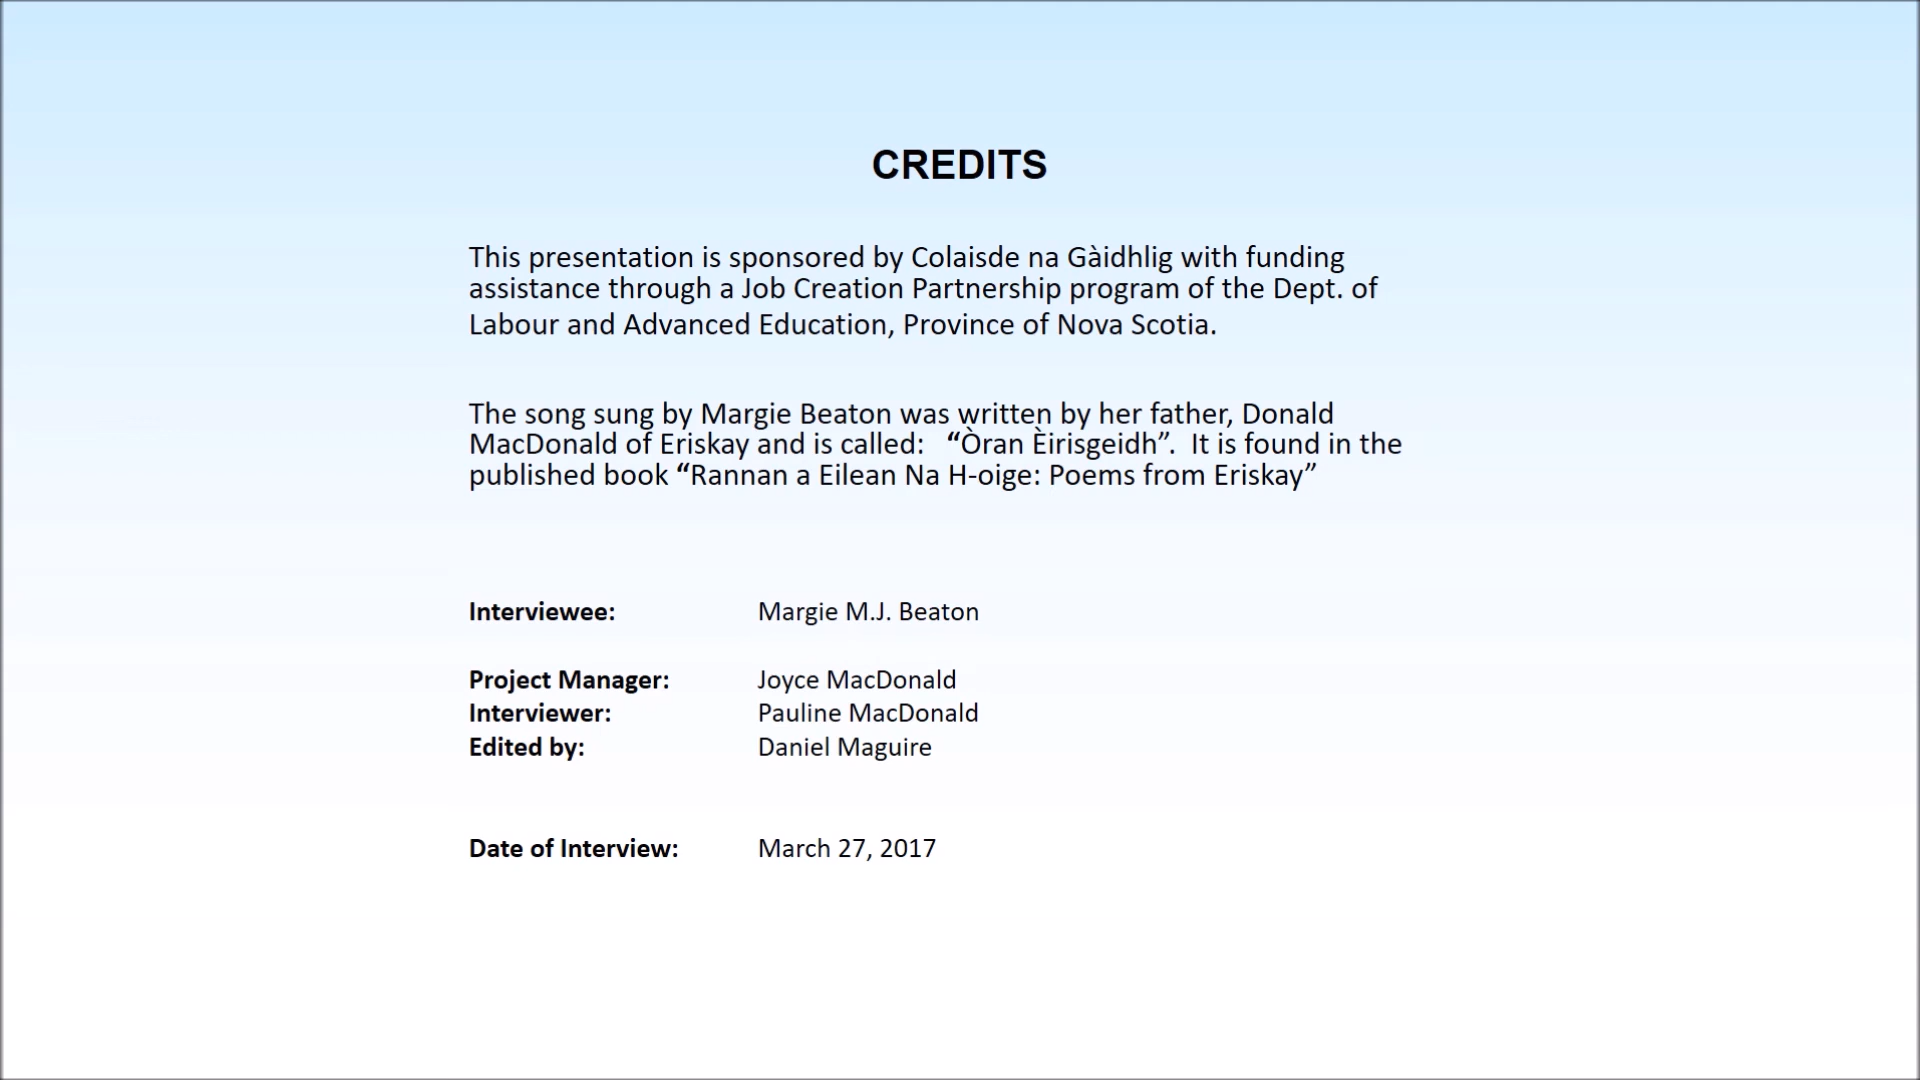 CREDITS
This presentation is sponsored by Colaisde na Gàidhlig with funding
assistance through a Job Creation Partnership program of the Dept. of
Labour and Advanced Education, Province of Nova Scotia.
The song sung by Margie Beaton was written by her father, Donald
MacDonald of Eriskay and is called: “Òran Èirisgeidh”. It is found in the
published book “Rannan a Eilean Na H-oige: Poems from Eriskay”
Interviewee: Margie M.J. Beaton
Project Manager: Joyce MacDonald
Interviewer: Pauline MacDonald
Edited by: Daniel Maguire
Date of Interview: March 27, 2017